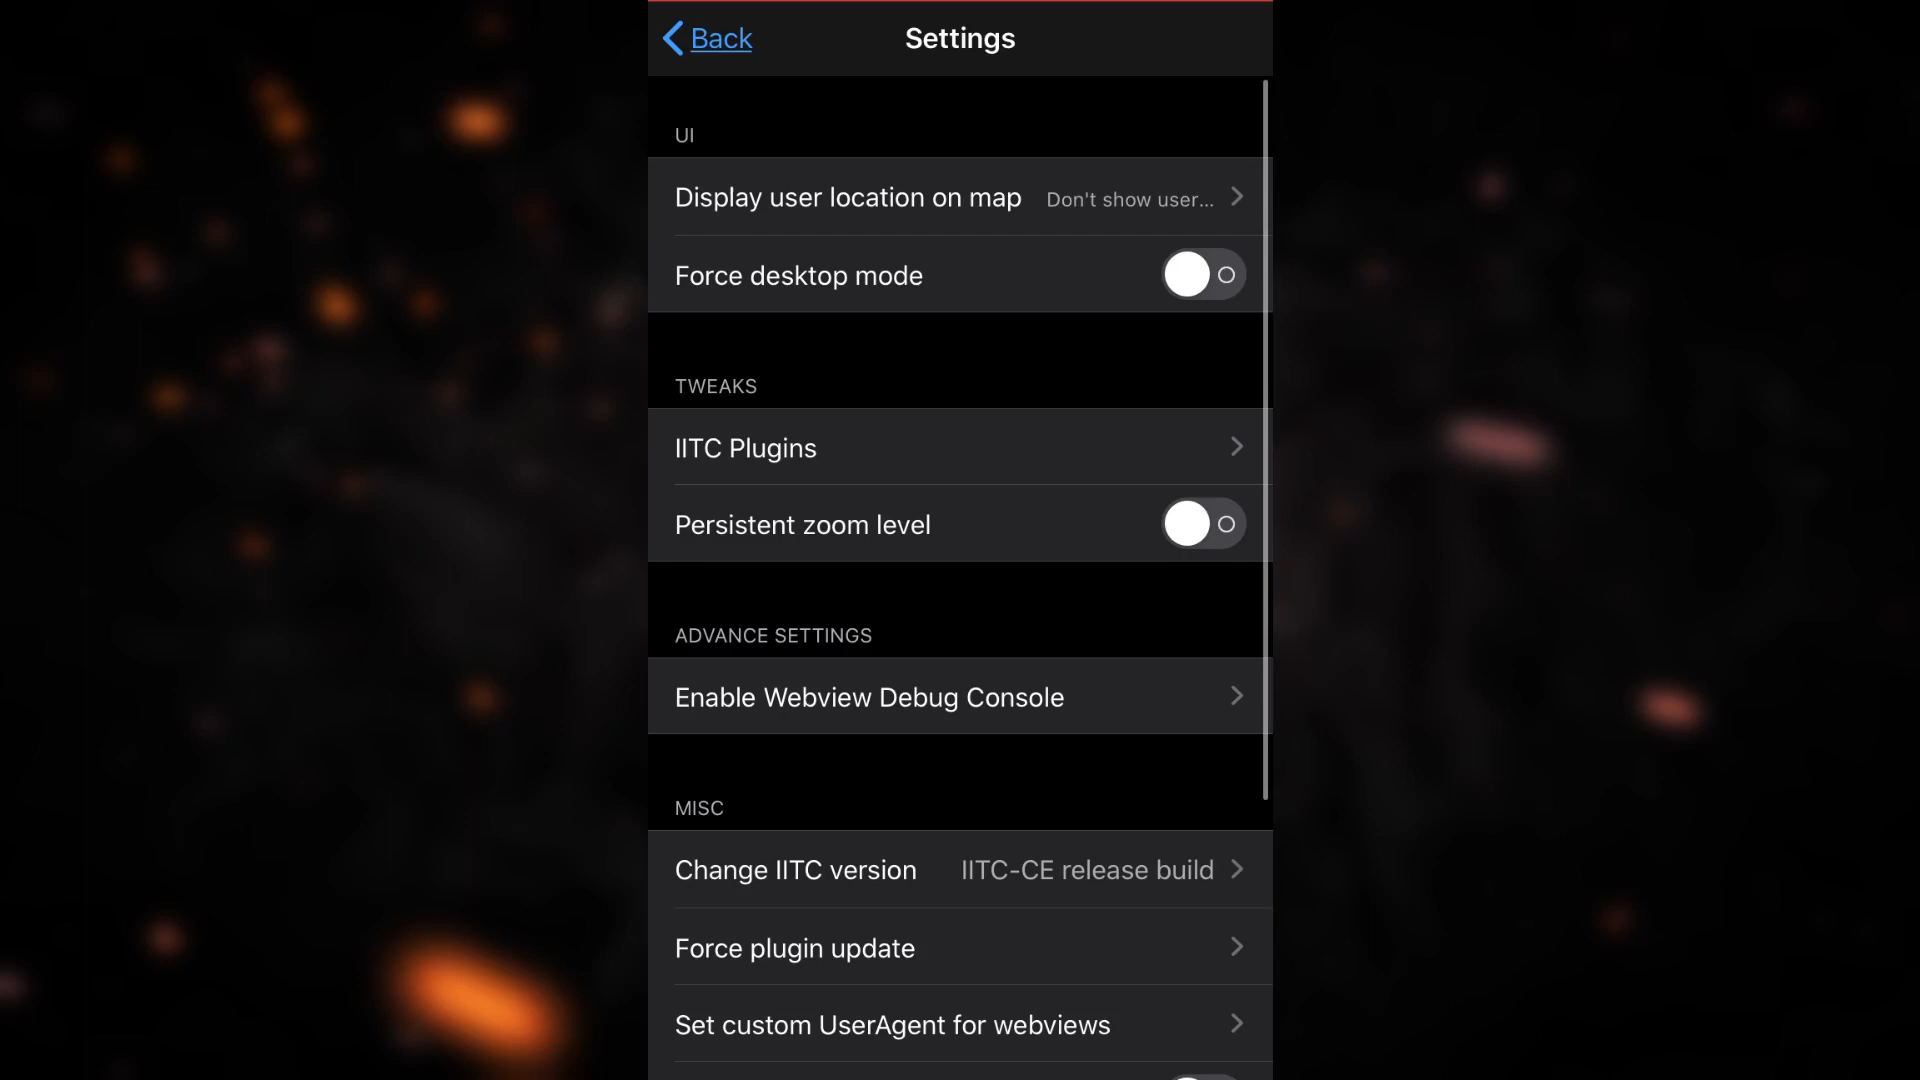 Back
Settings
UI
Display user location on map Don't show user...
Force desktop mode
TWEAKS
IITC Plugins
Persistent zoom level
ADVANCE SETTINGS
Enable Webview Debug Console
MISC
Change IITC version IITC-CE release build
Force plugin update
Set custom UserAgent for webviews